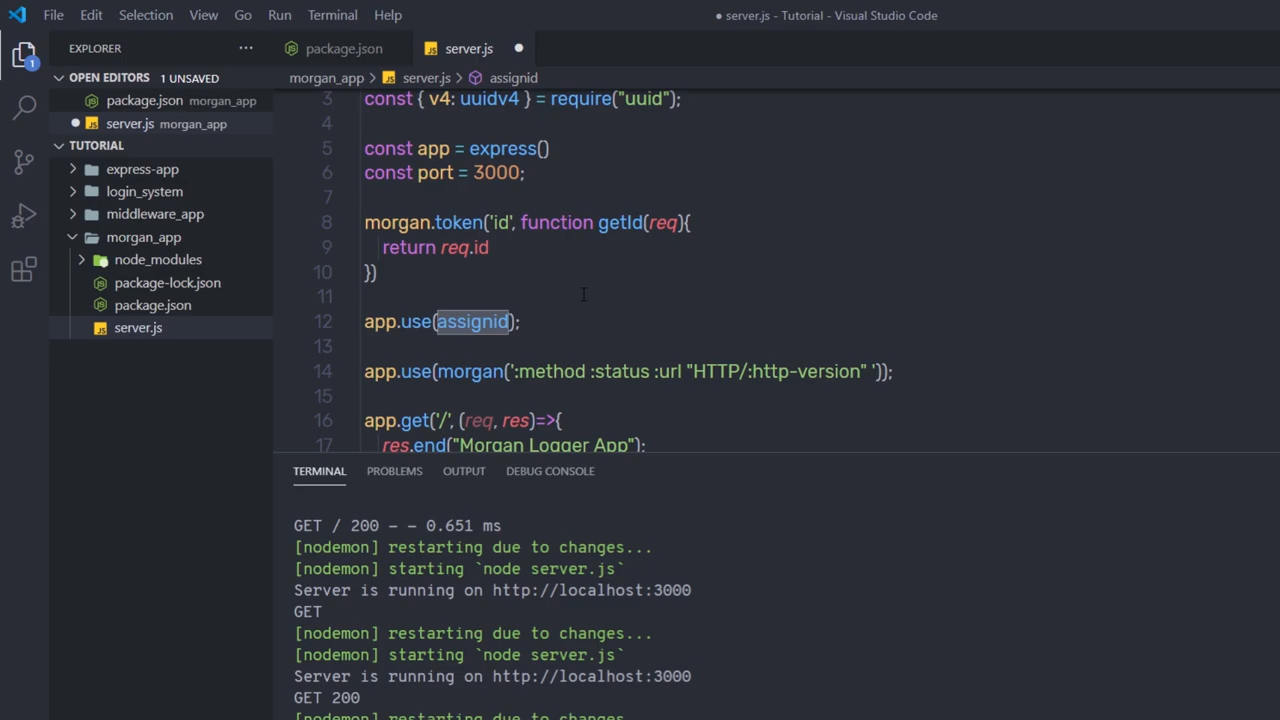 File Edit Selection View Go Run Terminal Help
● server.js - Tutorial - Visual Studio Code
EXPLORER ···
package.json
server.js ●
1
OPEN EDITORS 1 UNSAVED
package.json morgan_app
server.js morgan_app
TUTORIAL
express-app
login_system
middleware_app
morgan_app
node_modules
package-lock.json
package.json
server.js
morgan_app > server.js > assignid
3 const { v4: uuidv4 } = require("uuid");
4
5 const app = express()
6 const port = 3000;
7
8 morgan.token('id', function getId(req){
9 return req.id
10 })
11
12 app.use(assignid);
13
14 app.use(morgan(':method :status :url "HTTP/:http-version" '));
15
16 app.get('/', (req, res)=>{
17 res.end("Morgan Logger App");
TERMINAL PROBLEMS OUTPUT DEBUG CONSOLE
GET / 200 - - 0.651 ms
[nodemon] restarting due to changes...
[nodemon] starting `node server.js`
Server is running on http://localhost:3000
GET
[nodemon] restarting due to changes...
[nodemon] starting `node server.js`
Server is running on http://localhost:3000
GET 200
[nodemon] restarting due to changes...